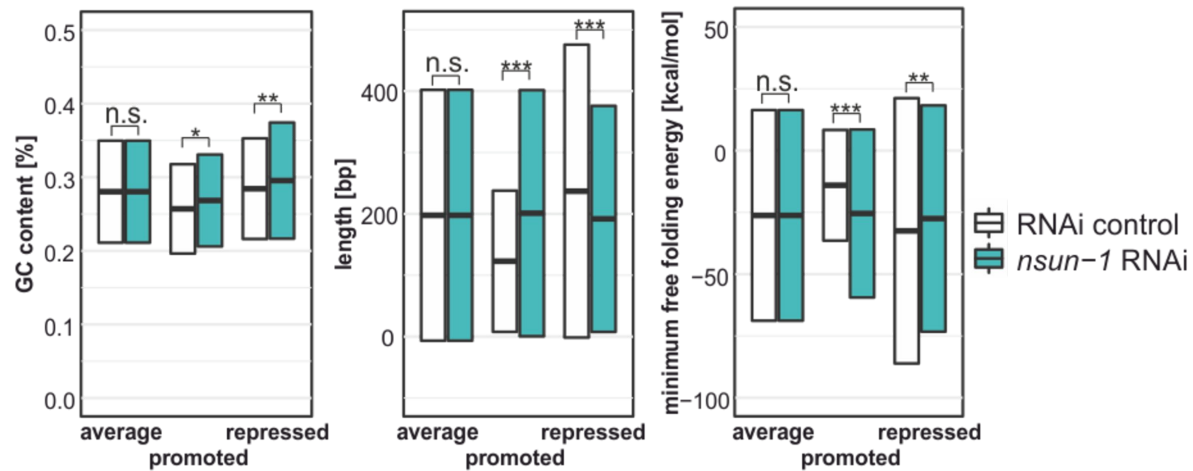 GC content [%]
0.5
0.4
0.3
0.2
0.1
0.0
n.s.
*
**
average
promoted
repressed
length [bp]
400
200
0
n.s.
***
***
average
promoted
repressed
minimum free folding energy [kcal/mol]
50
0
−50
−100
n.s.
***
**
average
promoted
repressed
RNAi control
nsun−1 RNAi